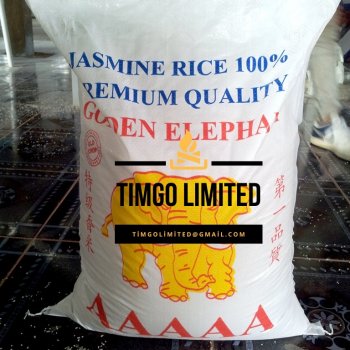 JASMINE RICE 100%
PREMIUM QUALITY
GOLDEN ELEPHA
TIMGO LIMITED
TIMGOLIMITED@GMAIL.COM
特級香米
第一品質
AAAAA